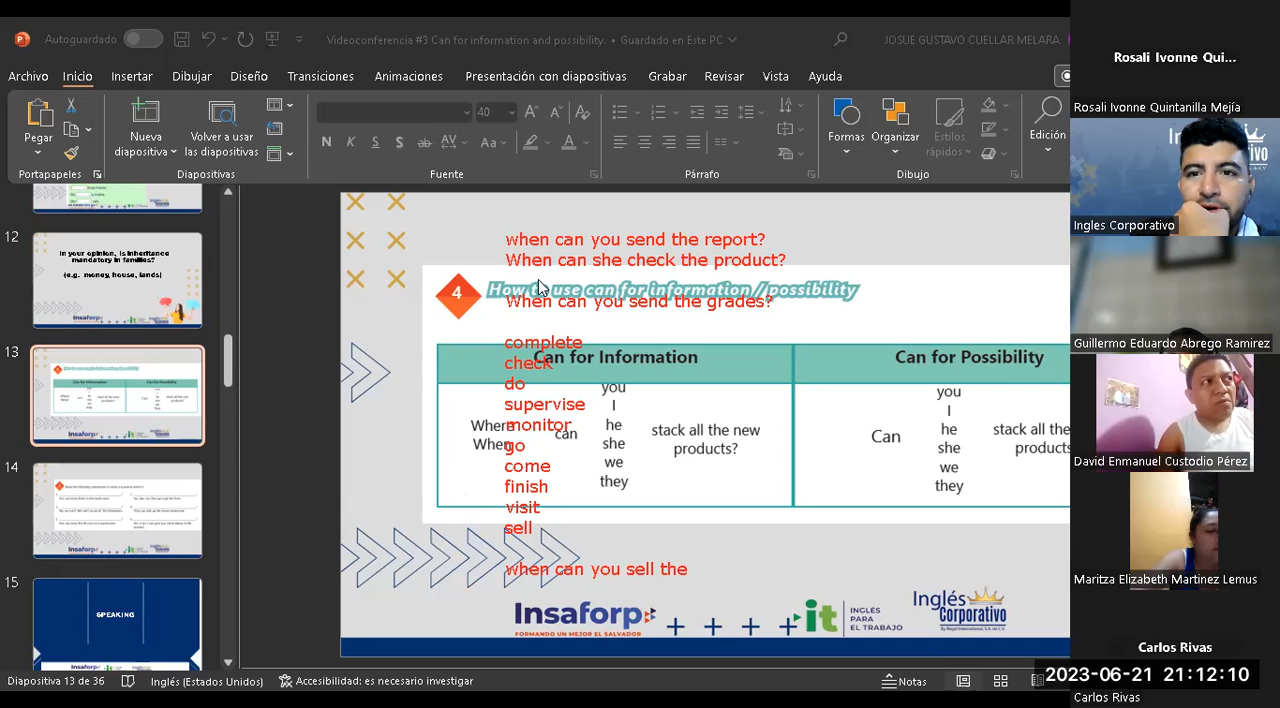 Autoguardado
Videoconferencia #3 Can for information and possibility. • Guardado en Este PC
JOSUE GUSTAVO CUELLAR MELARA
Archivo Inicio Insertar Dibujar Diseño Transiciones Animaciones Presentación con diapositivas Grabar Revisar Vista Ayuda
Pegar
Nueva diapositiva
Volver a usar las diapositivas
40
N K S S ab AV Aa A
Formas
Organizar
Estilos rápidos
Edición
Portapapeles
Diapositivas
Fuente
Párrafo
Dibujo
12
In your opinion, is inheritance
mandatory in families?
(e.g. money, house, lands)
13
14
15
SPEAKING
when can you send the report?
When can she check the product?
4
How to use can for information / possibility
When can you send the grades?
complete
check
do
supervise
monitor
go
come
finish
visit
sell
when can you sell the
Can for Information
Can for Possibility
Where
When
can
you
I
he
she
we
they
stack all the new
products?
Can
you
I
he
she
we
they
stack all the
products
Insaforp
FORMANDO UN MEJOR EL SALVADOR
it
INGLÉS
PARA
EL TRABAJO
Inglés
Corporativo
Diapositiva 13 de 36
Inglés (Estados Unidos)
Accesibilidad: es necesario investigar
Notas
Rosali Ivonne Qui...
Rosali Ivonne Quintanilla Mejía
Ingles Corporativo
Guillermo Eduardo Abrego Ramirez
David Enmanuel Custodio Pérez
Maritza Elizabeth Martinez Lemus
Carlos Rivas
2023-06-21 21:12:10
Carlos Rivas